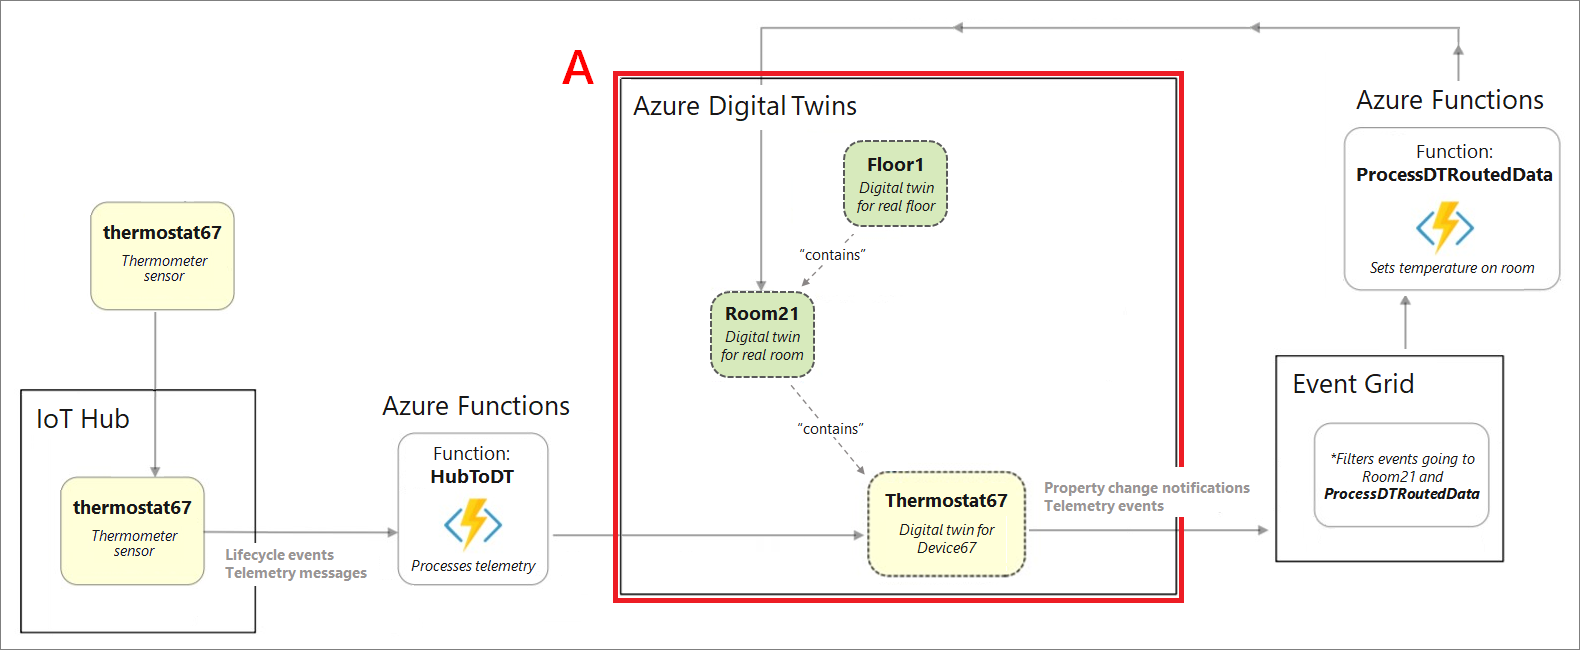 A
Azure Digital Twins
Floor1
Digital twin
for real floor
"contains"
Room21
Digital twin
for real room
"contains"
Thermostat67
Digital twin for
Device67
thermostat67
Thermometer
sensor
IoT Hub
thermostat67
Thermometer
sensor
Lifecycle events
Telemetry messages
Azure Functions
Function:
HubToDT
Processes telemetry
Property change notifications
Telemetry events
Event Grid
*Filters events going to
Room21 and
ProcessDTRoutedData
Azure Functions
Function:
ProcessDTRoutedData
Sets temperature on room